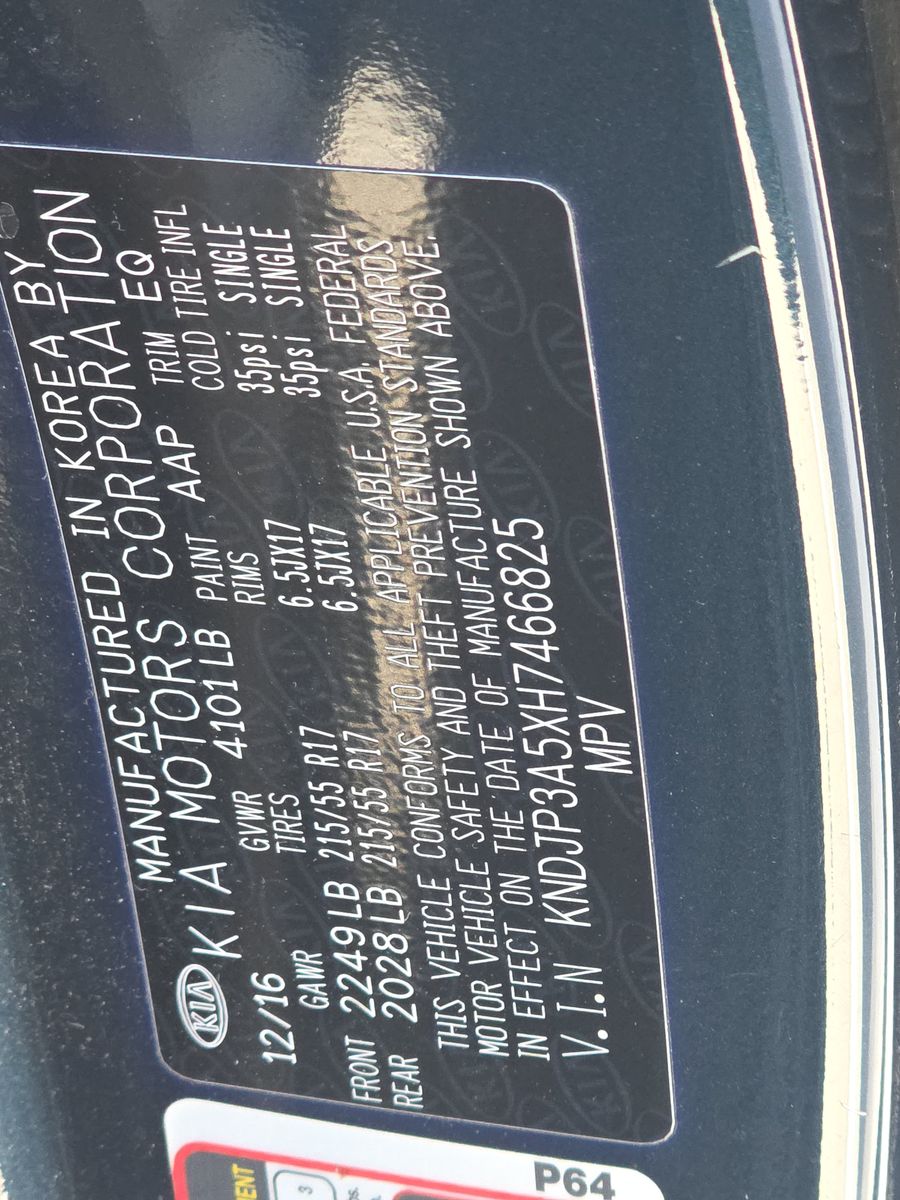 MANUFACTURED IN KOREA BY
KIA KIA MOTORS CORPORATION
12/16 GVWR 4101LB PAINT AAP TRIM EQ
GAWR TIRES RIMS COLD TIRE INFL
FRONT 2249LB 215/55 R17 6.5JX17 35psi SINGLE
REAR 2028LB 215/55 R17 6.5JX17 35psi SINGLE
THIS VEHICLE CONFORMS TO ALL APPLICABLE U.S.A. FEDERAL
MOTOR VEHICLE SAFETY AND THEFT PREVENTION STANDARDS
IN EFFECT ON THE DATE OF MANUFACTURE SHOWN ABOVE.
V.I.N KNDJP3A5XH7466825
MPV
P64
3